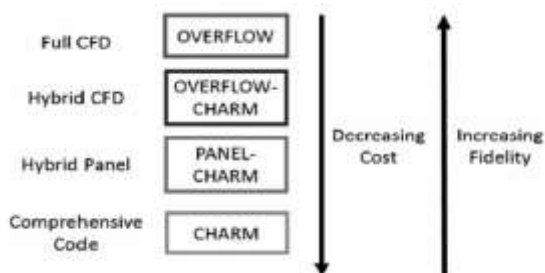 Full CFD
OVERFLOW
Hybrid CFD
OVERFLOW-
CHARM
Hybrid Panel
PANEL-
CHARM
Comprehensive
Code
CHARM
Decreasing
Cost
Increasing
Fidelity